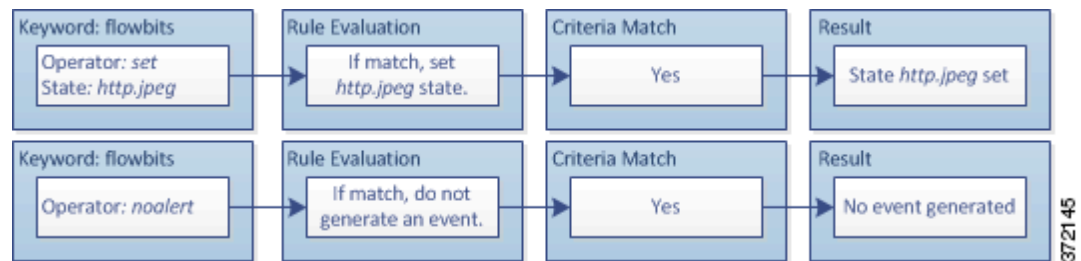 Keyword: flowbits
Operator: set
State: http.jpeg
Rule Evaluation
If match, set
http.jpeg state.
Criteria Match
Yes
Result
State http.jpeg set
Keyword: flowbits
Operator: noalert
Rule Evaluation
If match, do not
generate an event.
Criteria Match
Yes
Result
No event generated
372145